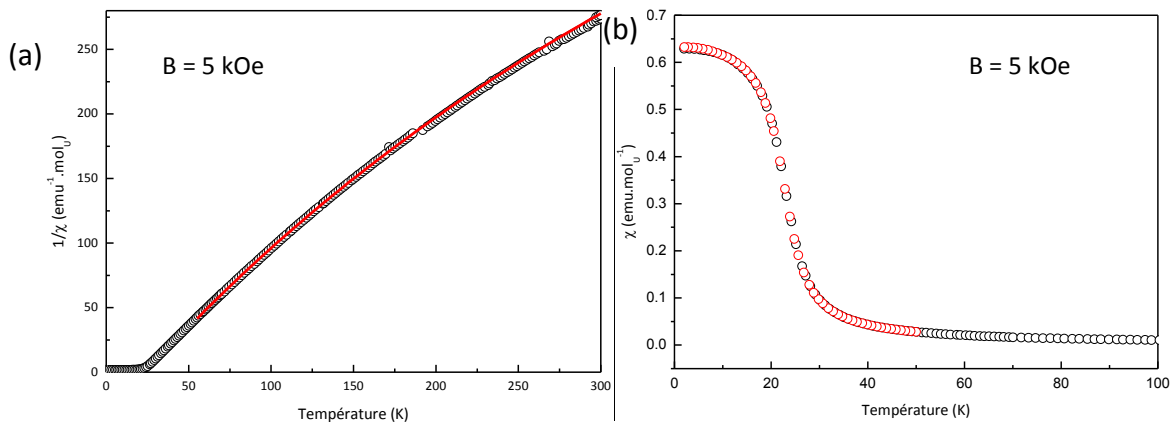 (a)
B = 5 kOe
1/χ (emu⁻¹.mol_U)
250
200
150
100
50
0
0 50 100 150 200 250 300
Température (K)
(b)
B = 5 kOe
χ (emu.mol_U⁻¹)
0.7
0.6
0.5
0.4
0.3
0.2
0.1
0.0
0 20 40 60 80 100
Température (K)